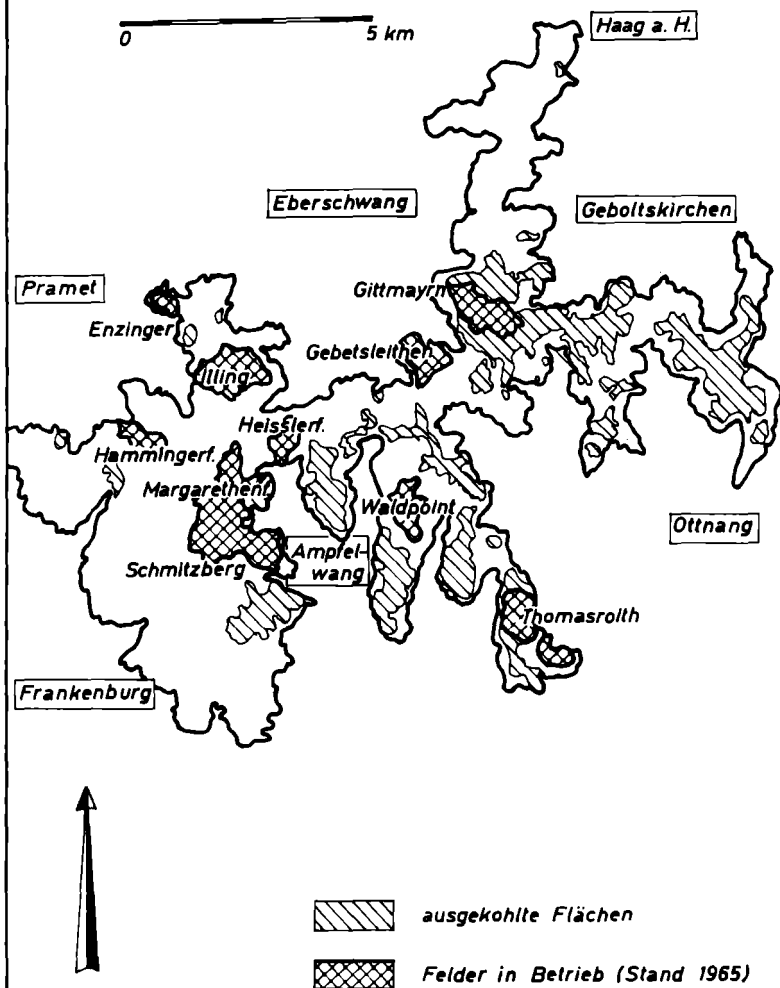 0 5 km
Haag a. H.
Eberschwang
Geboltskirchen
Pramet
Gittmayrn
Enzinger
Gebetsleithen
Illing
Heisslerf.
Hammingerf.
Margarethenf.
Waldpoint
Ottnang
Ampfel-
wang
Schmitzberg
Thomasroith
Frankenburg
ausgekohlte Flächen
Felder in Betrieb (Stand 1965)